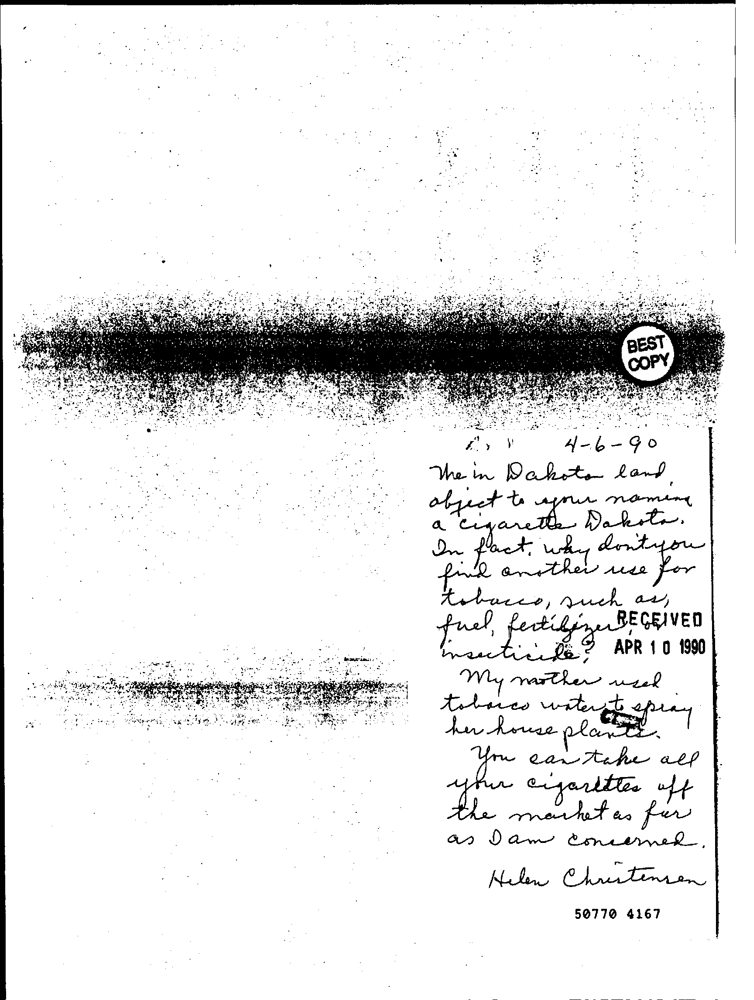 BEST
COPY
4-6-90
We in Dakota land,
object to your naming
a cigarette Dakota.
In fact, why don't you
find another use for
tobacco, such as,
fuel, fertilizer, or
RECEIVED
insecticide?
APR 10 1990
My mother used
tobacco water to spray
her house plants.
You can take all
your cigarettes off
the market as far
as I am concerned.
Helen Christensen
50770 4167